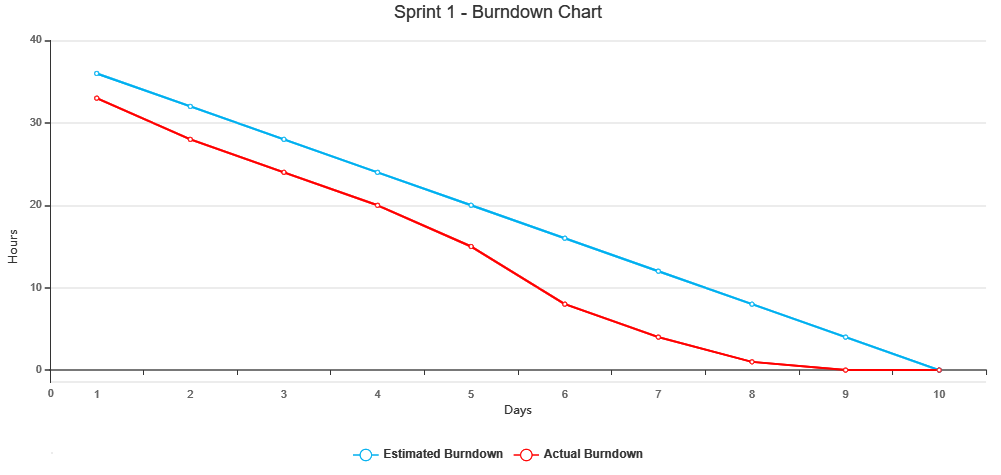 Sprint 1 - Burndown Chart
40
30
20
10
0
Hours
0 1 2 3 4 5 6 7 8 9 10
Days
Estimated Burndown Actual Burndown